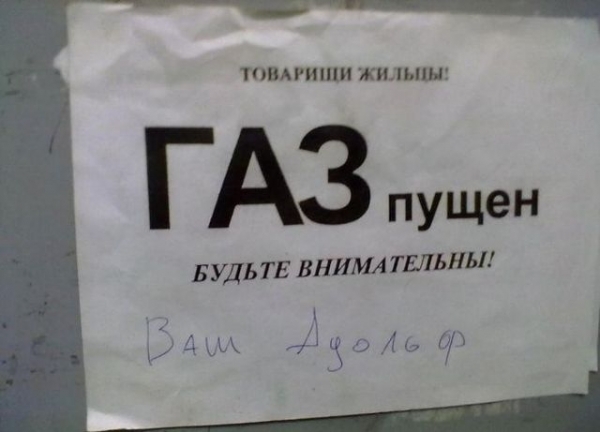 ТОВАРИЩИ ЖИЛЬЦЫ!
ГАЗ пущен
БУДЬТЕ ВНИМАТЕЛЬНЫ!
Ваш Адольф